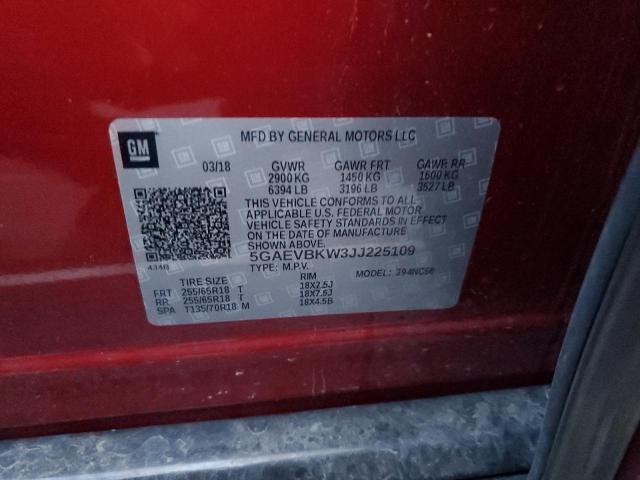 GM
MFD BY GENERAL MOTORS LLC
03/18 GVWR GAWR FRT GAWR RR
2900 KG 1450 KG 1600 KG
6394 LB 3196 LB 3527 LB
THIS VEHICLE CONFORMS TO ALL
APPLICABLE U.S. FEDERAL MOTOR
VEHICLE SAFETY STANDARDS IN EFFECT
ON THE DATE OF MANUFACTURE.
5GAEVBKW3JJ225109
TYPE: M.P.V. MODEL: 394NC56
TIRE SIZE RIM
FRT 255/65R18 T 18X7.5J
RR 255/65R18 T 18X7.5J
SPA T135/70R18 M 18X4.5B